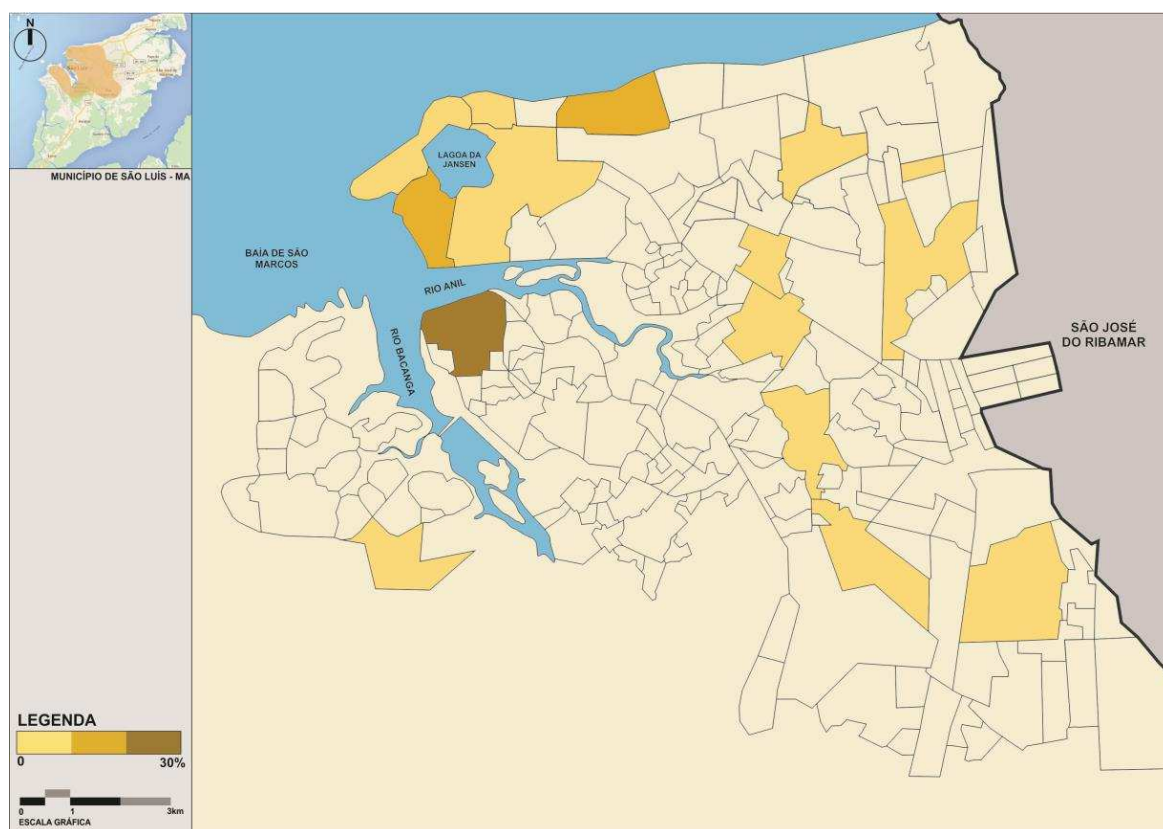 N
MUNICÍPIO DE SÃO LUÍS - MA
LAGOA DA
JANSEN
BAÍA DE SÃO
MARCOS
RIO ANIL
RIO BACANGA
SÃO JOSÉ
DO RIBAMAR
LEGENDA
0 30%
0 1 3km
ESCALA GRÁFICA